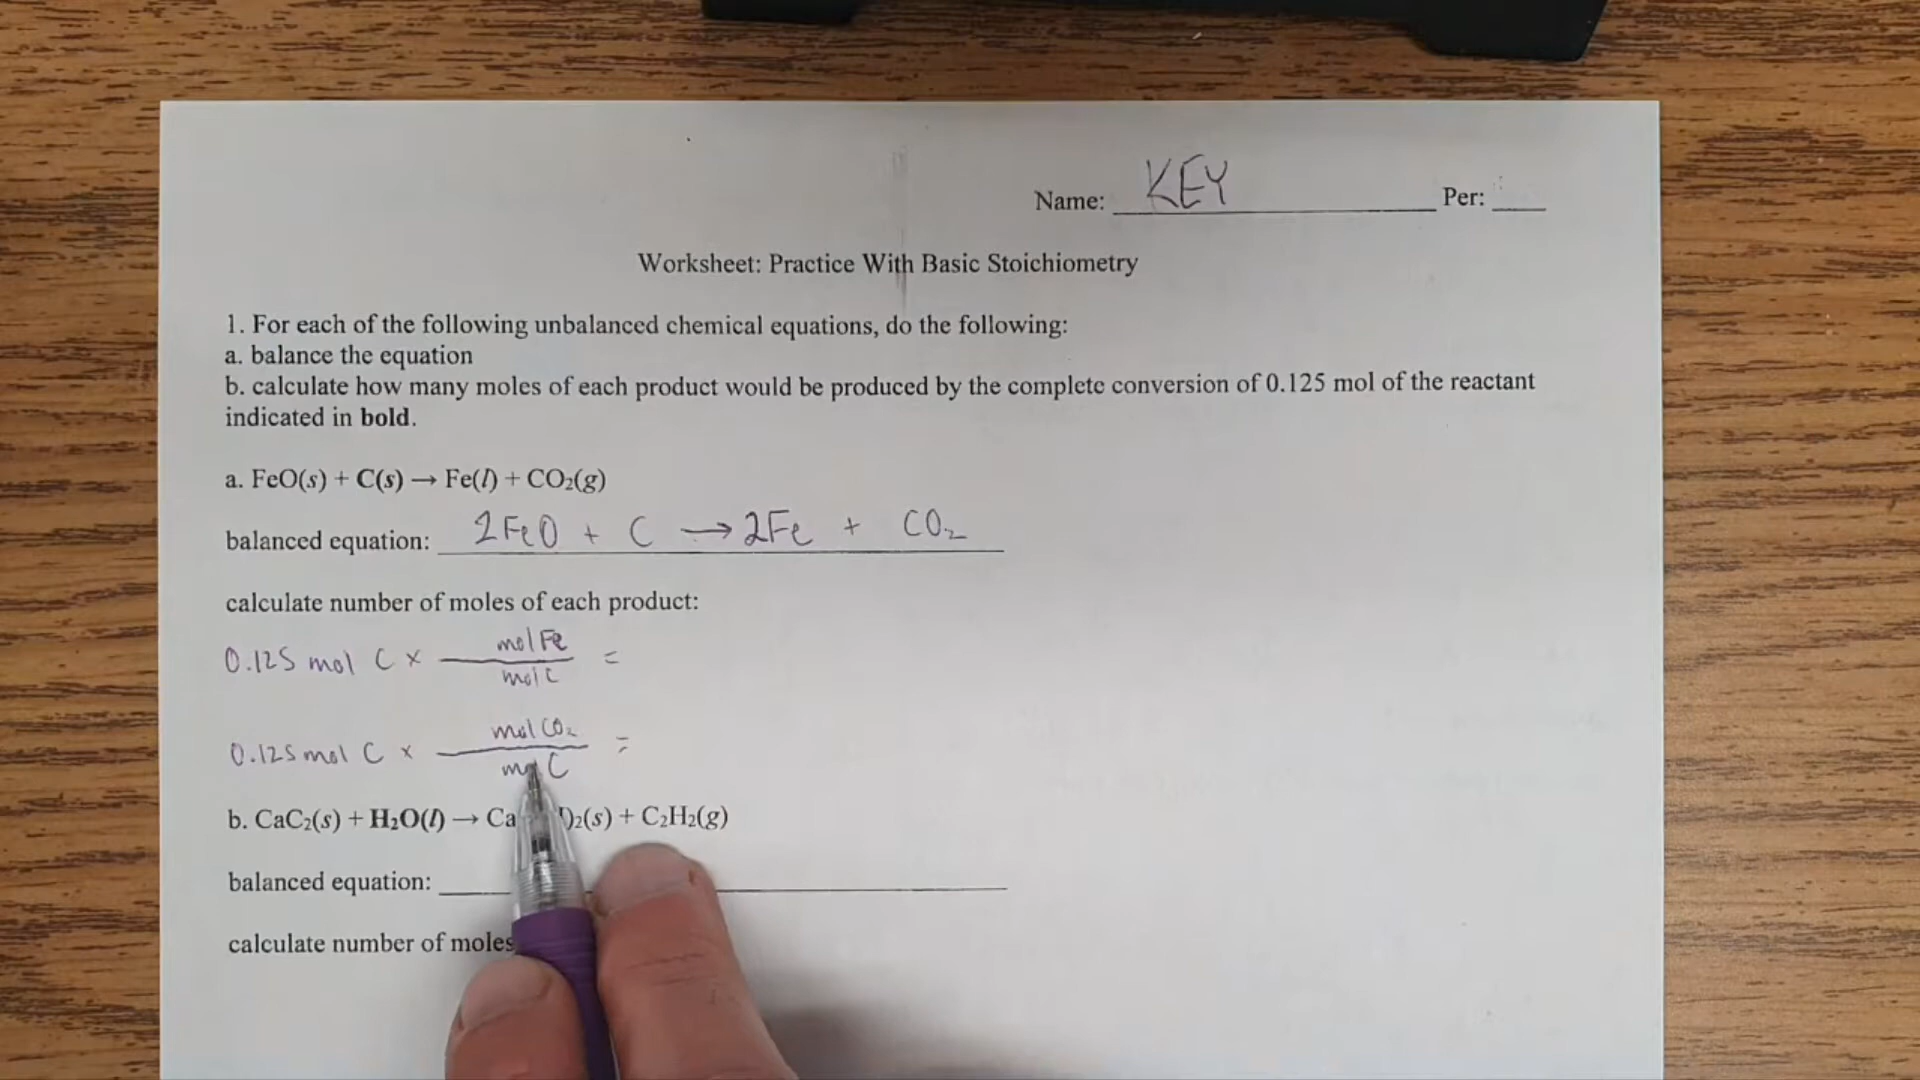 Name: KEY Per:
Worksheet: Practice With Basic Stoichiometry
1. For each of the following unbalanced chemical equations, do the following:
a. balance the equation
b. calculate how many moles of each product would be produced by the complete conversion of 0.125 mol of the reactant
indicated in bold.
a. FeO(s) + C(s) → Fe(l) + CO₂(g)
balanced equation: 2FeO + C → 2Fe + CO₂
calculate number of moles of each product:
0.125 mol C x mol Fe =
mol C
0.125 mol C x mol CO₂ =
C
b. CaC₂(s) + H₂O(l) → Ca )₂(s) + C₂H₂(g)
balanced equation:
calculate number of moles